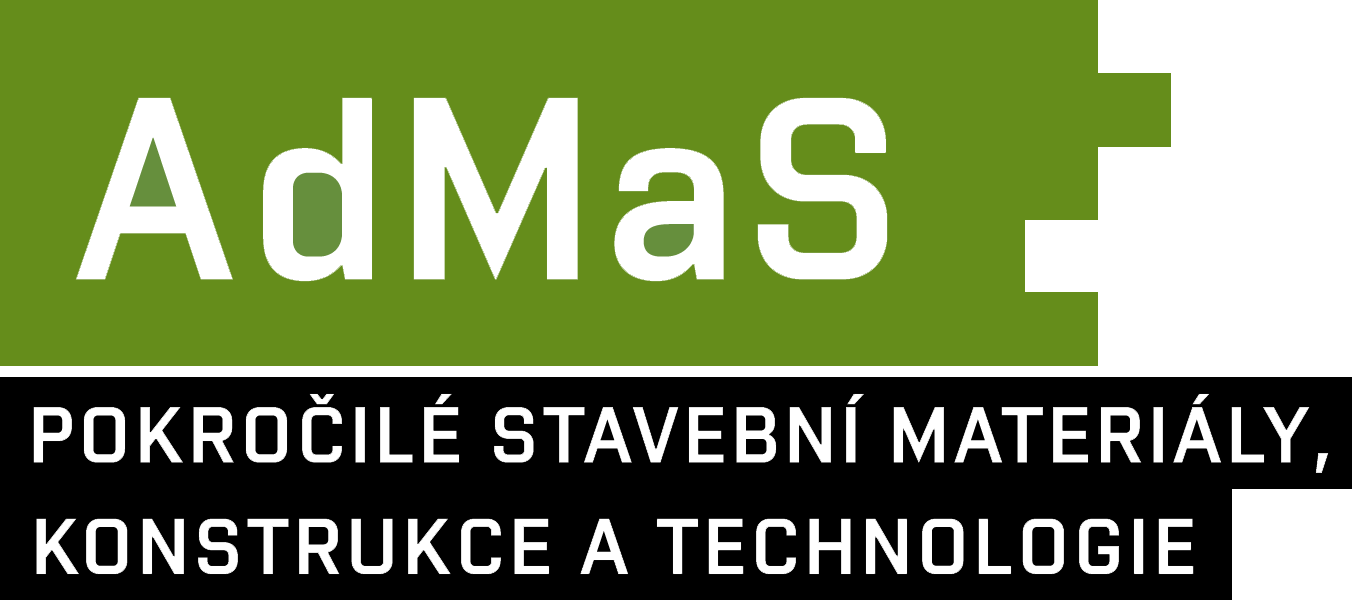 AdMaS
POKROČILÉ STAVEBNÍ MATERIÁLY,
KONSTRUKCE A TECHNOLOGIE